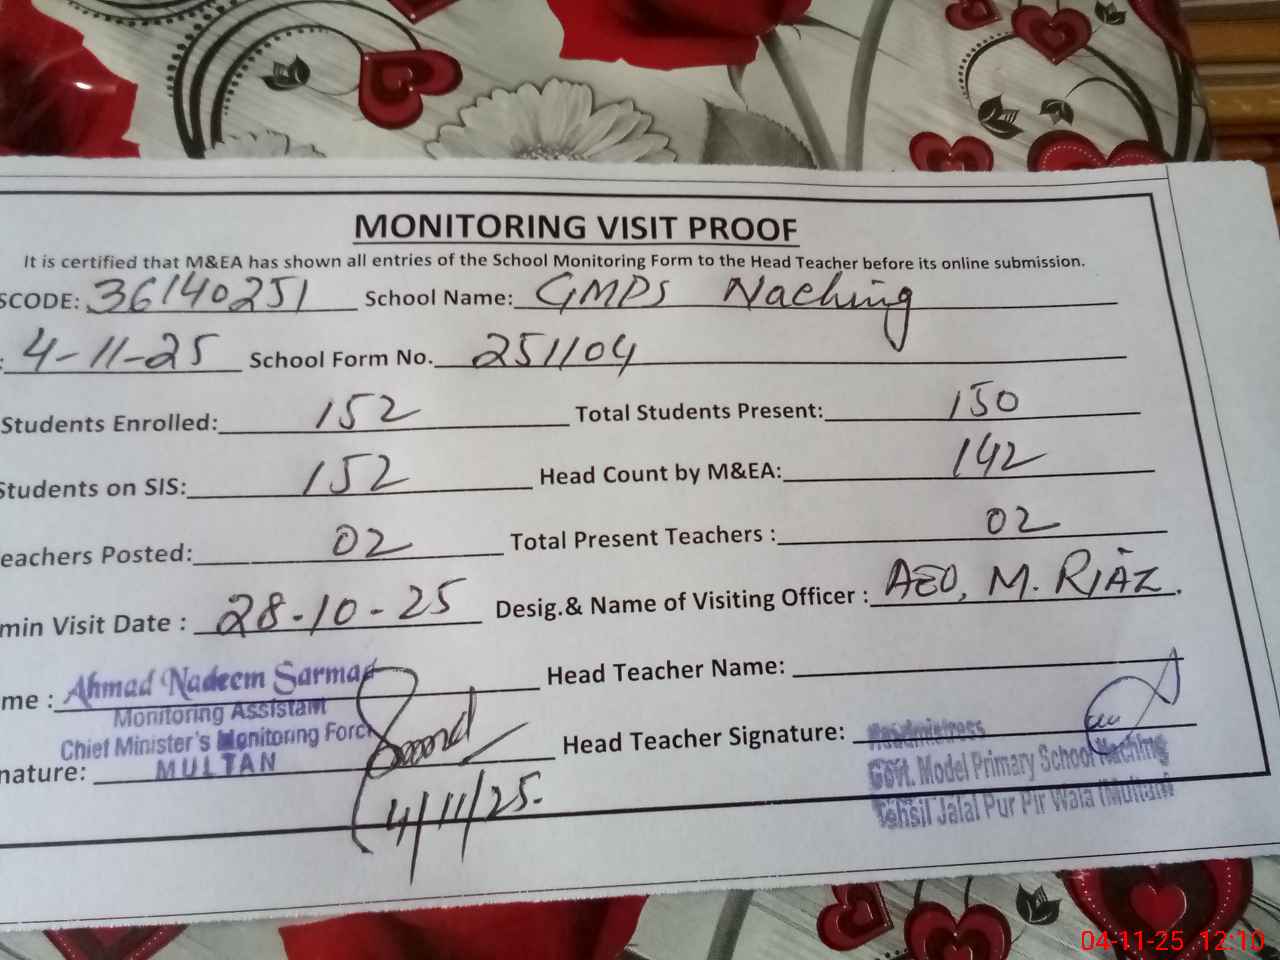 MONITORING VISIT PROOF
It is certified that M&EA has shown all entries of the School Monitoring Form to the Head Teacher before its online submission.
SCODE: 36140251 School Name: GMPS Naching
: 4-11-25 School Form No. 251104
Students Enrolled: 152 Total Students Present: 150
Students on SIS: 152 Head Count by M&EA: 142
eachers Posted: 02 Total Present Teachers : 02
min Visit Date : 28-10-25 Desig.& Name of Visiting Officer : AEO, M. RIAZ.
me : Ahmad Nadeem Sarmad Head Teacher Name:
Monitoring Assistant
Chief Minister's Monitoring Force
nature: MULTAN Head Teacher Signature:
4/11/25.
Headmistress
Govt. Model Primary School Naching
Tehsil Jalal Pur Pir Wala (Multan)
04-11-25 12:10